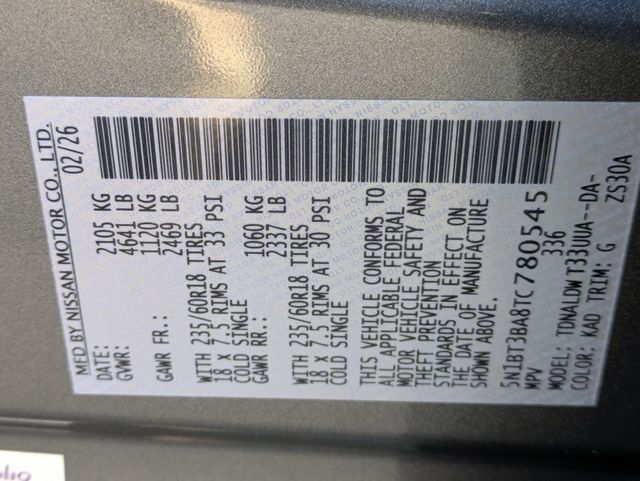 MFD BY NISSAN MOTOR CO., LTD.
DATE: 02/26
GVWR: 2105 KG
4641 LB
GAWR FR.: 1120 KG
2469 LB
WITH 235/60R18 TIRES
18 X 7.5 RIMS AT 33 PSI
COLD SINGLE
GAWR RR.: 1060 KG
2337 LB
WITH 235/60R18 TIRES
18 X 7.5 RIMS AT 30 PSI
COLD SINGLE
THIS VEHICLE CONFORMS TO
ALL APPLICABLE FEDERAL
MOTOR VEHICLE SAFETY AND
THEFT PREVENTION
STANDARDS IN EFFECT ON
THE DATE OF MANUFACTURE
SHOWN ABOVE.
5N1BT3BA8TC780545
MPV 336
MODEL: TDNALDWT33UUA--DA-
COLOR: KAD TRIM: G ZS30A